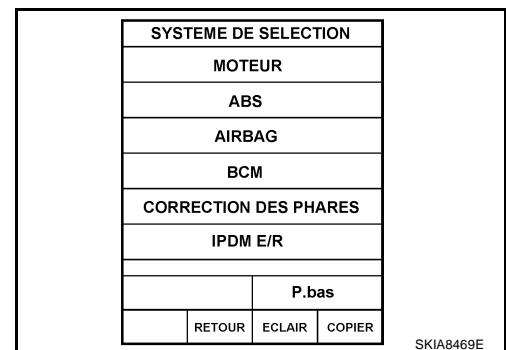 SYSTEME DE SELECTION
MOTEUR
ABS
AIRBAG
BCM
CORRECTION DES PHARES
IPDM E/R
P.bas
RETOUR ECLAIR COPIER
SKIA8469E